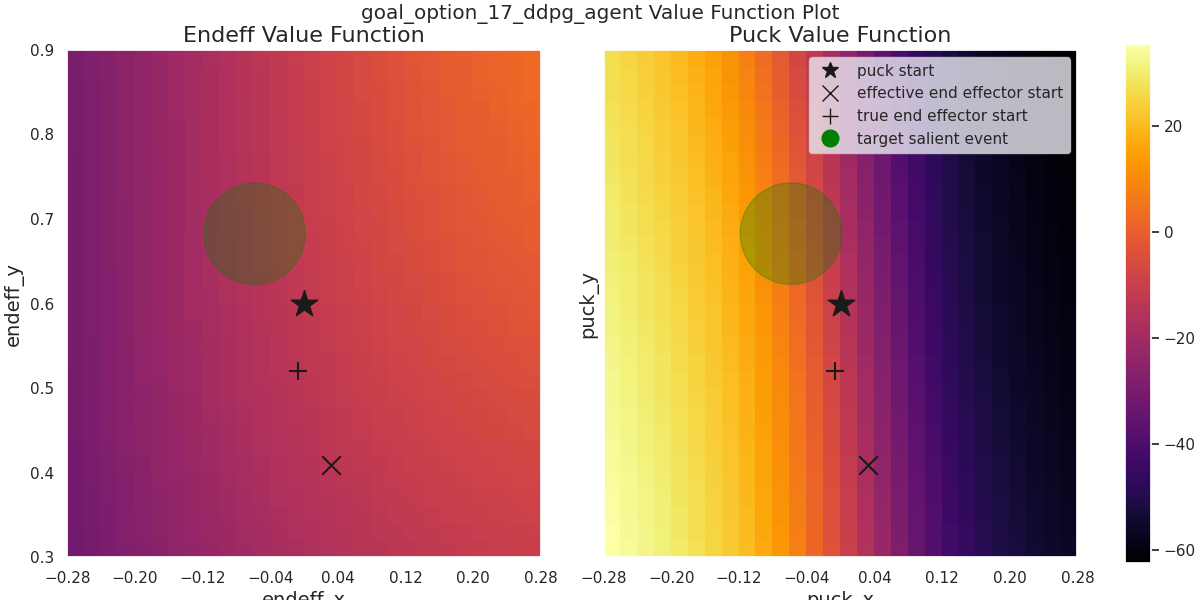 goal_option_17_ddpg_agent Value Function Plot
Endeff Value Function
endeff_y
0.9
0.8
0.7
0.6
0.5
0.4
0.3
−0.28 −0.20 −0.12 −0.04 0.04 0.12 0.20 0.28
endeff_x
Puck Value Function
puck start
effective end effector start
true end effector start
target salient event
puck_y
−0.28 −0.20 −0.12 −0.04 0.04 0.12 0.20 0.28
puck_x
20
0
−20
−40
−60